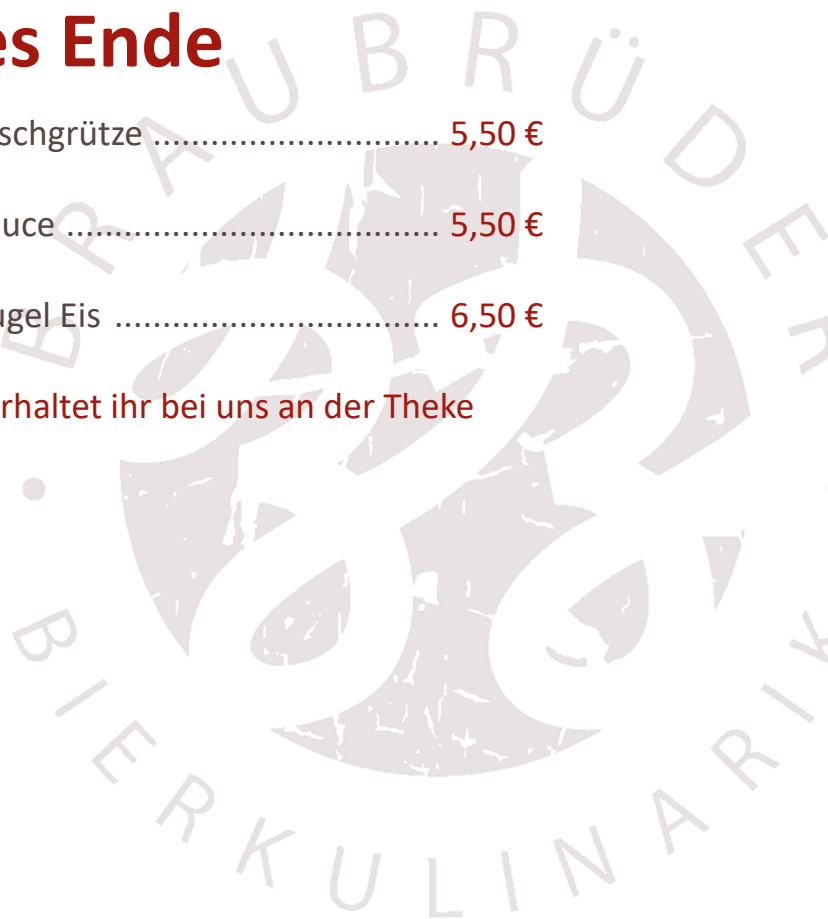 es Ende
schgrütze ............................ 5,50 €
uce ..................................... 5,50 €
ugel Eis ................................ 6,50 €
rhaltet ihr bei uns an der Theke
BRAUBRÜDER
• BIERKULINARIK